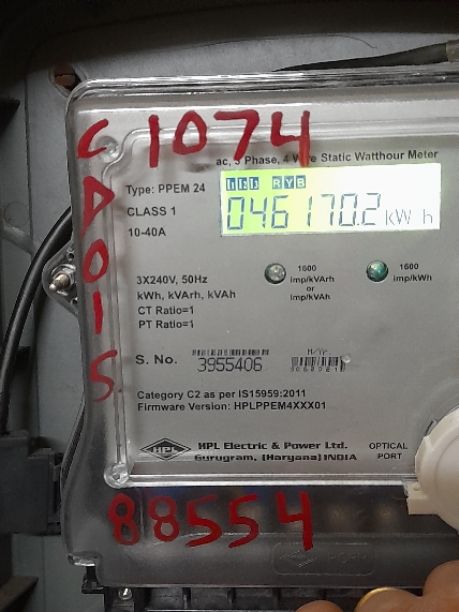 C 1074
ac, 3 Phase, 4 Wire Static Watthour Meter
RYB
046170.2 kWh
Type: PPEM 24
CLASS 1
10-40A
D
O
I
S
1600
imp/kVArh
or
imp/kVAh
1600
imp/kWh
3X240V, 50Hz
kWh, kVArh, kVAh
CT Ratio=1
PT Ratio=1
S. No.
3955406
Category C2 as per IS15959:2011
Firmware Version: HPLPPEM4XXX01
HPL
HPL Electric & Power Ltd.
Gurugram, (Haryana) INDIA
OPTICAL
PORT
88554